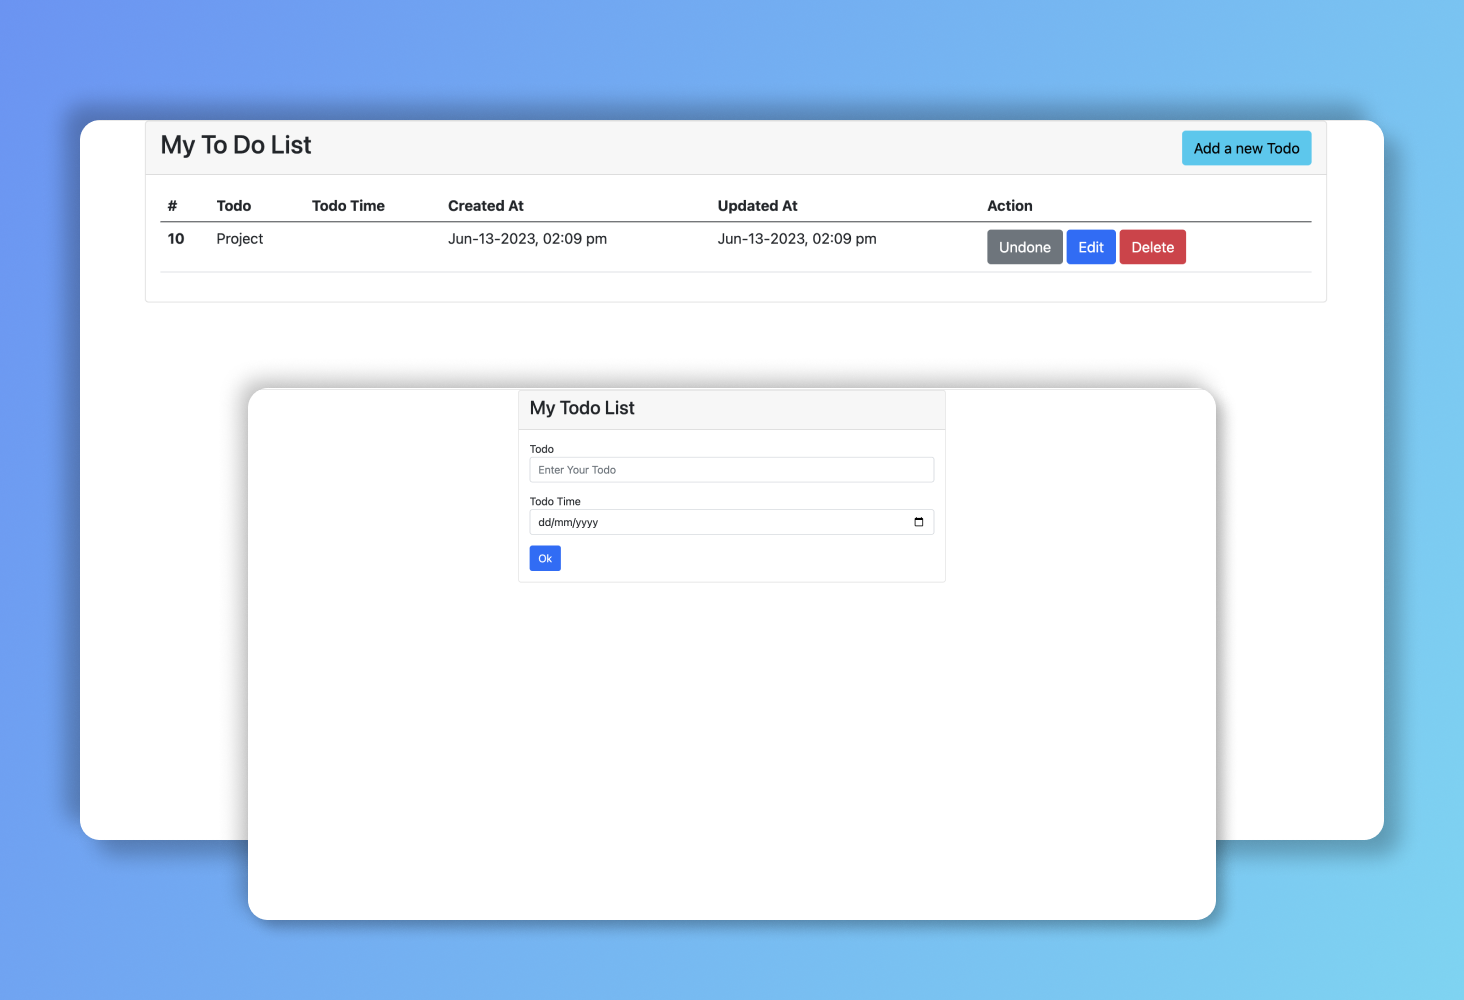 My To Do List
Add a new Todo
# Todo Todo Time Created At Updated At Action
10 Project Jun-13-2023, 02:09 pm Jun-13-2023, 02:09 pm Undone Edit Delete
My Todo List
Todo
Enter Your Todo
Todo Time
dd/mm/yyyy
Ok